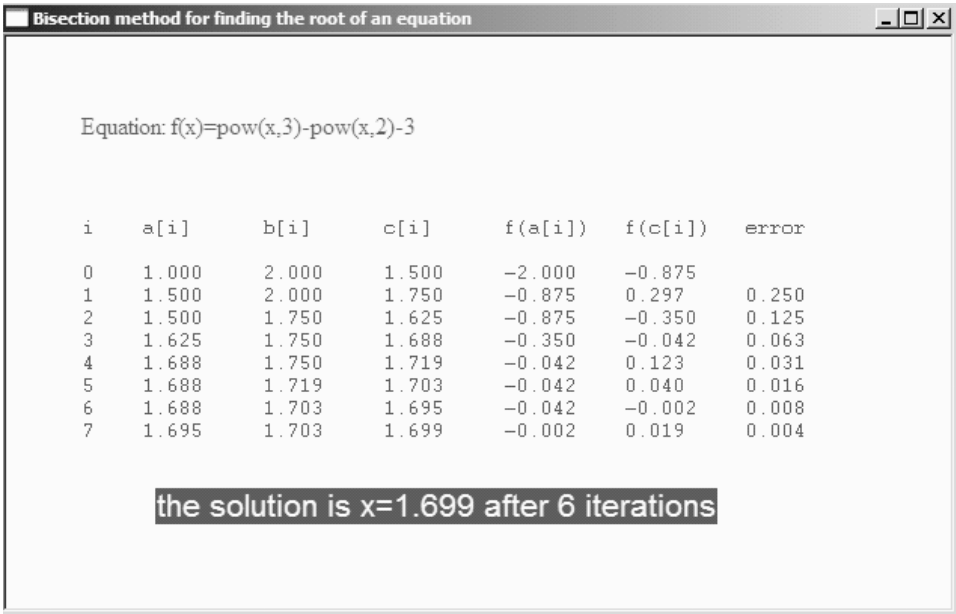 Bisection method for finding the root of an equation
Equation: f(x)=pow(x,3)-pow(x,2)-3
i a[i] b[i] c[i] f(a[i]) f(c[i]) error
0 1.000 2.000 1.500 -2.000 -0.875
1 1.500 2.000 1.750 -0.875 0.297 0.250
2 1.500 1.750 1.625 -0.875 -0.350 0.125
3 1.625 1.750 1.688 -0.350 -0.042 0.063
4 1.688 1.750 1.719 -0.042 0.123 0.031
5 1.688 1.719 1.703 -0.042 0.040 0.016
6 1.688 1.703 1.695 -0.042 -0.002 0.008
7 1.695 1.703 1.699 -0.002 0.019 0.004
the solution is x=1.699 after 6 iterations